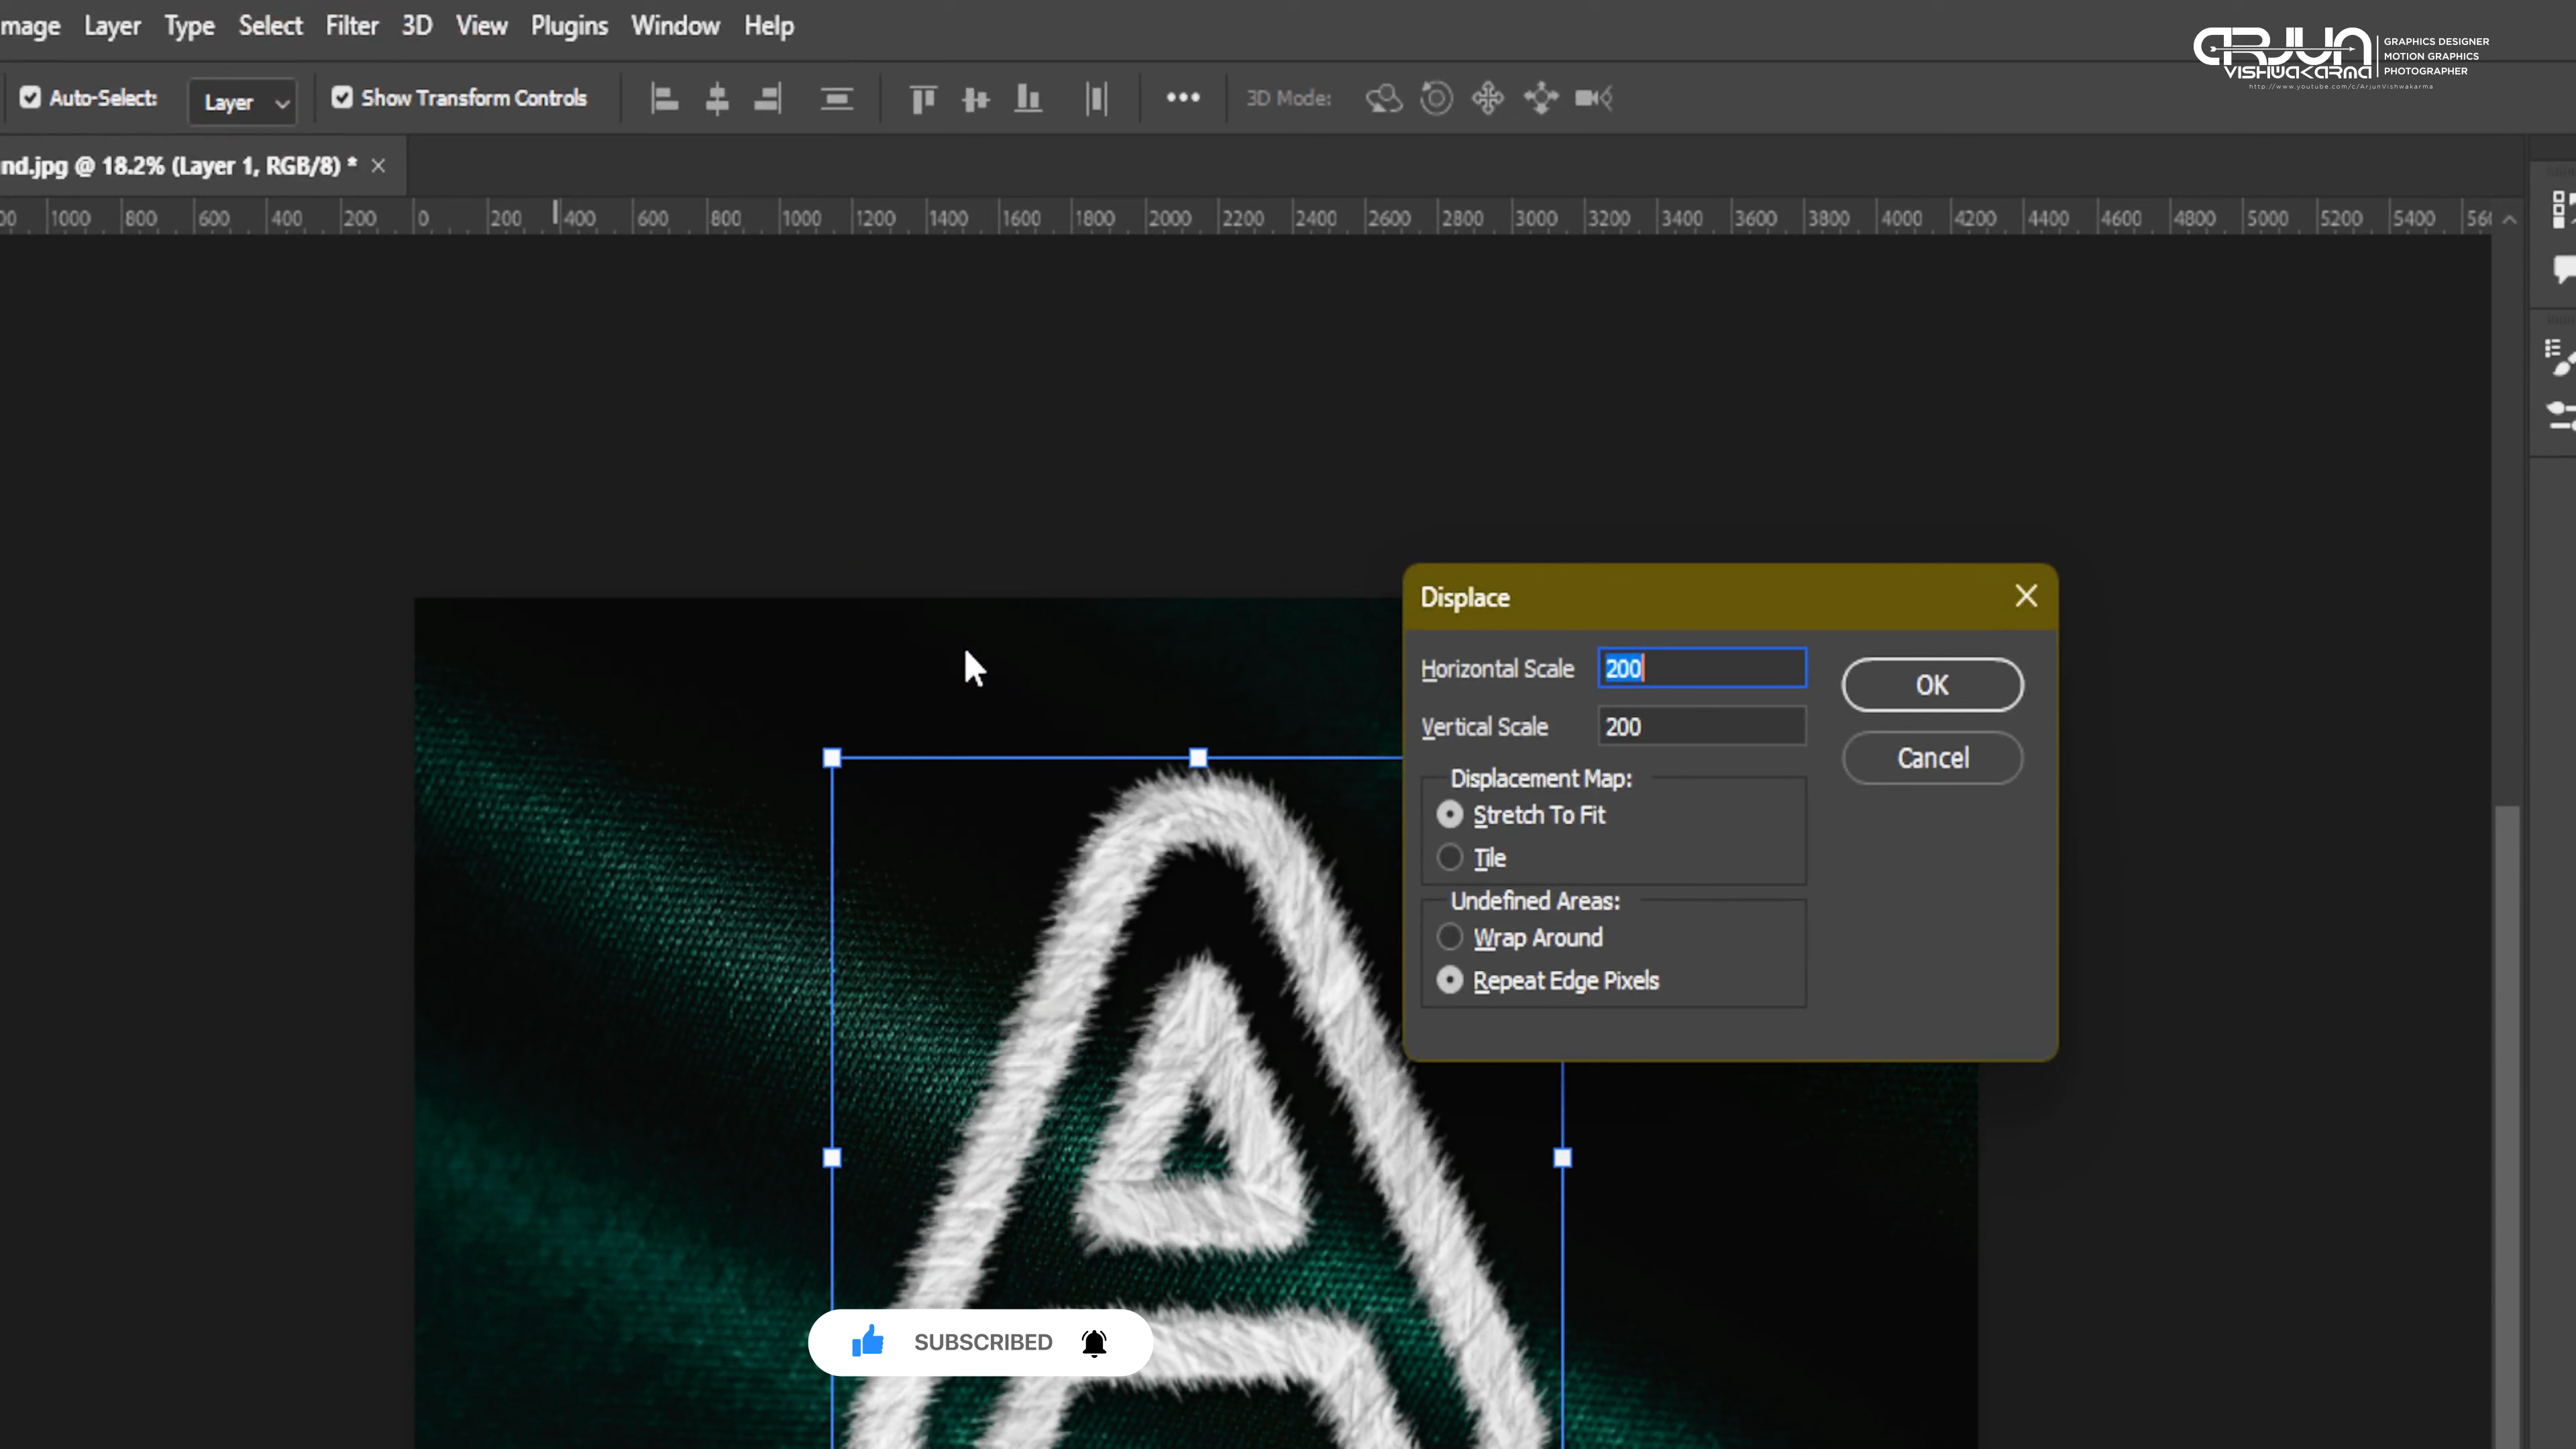 mage Layer Type Select Filter 3D View Plugins Window Help
Auto-Select: Layer Show Transform Controls 3D Mode:
ARJUN VISHWAKARMA
GRAPHICS DESIGNER
MOTION GRAPHICS
PHOTOGRAPHER
http://www.youtube.com/c/ArjunVishwakarma
nd.jpg @ 18.2% (Layer 1, RGB/8) *
00 1000 800 600 400 200 0 200 400 600 800 1000 1200 1400 1600 1800 2000 2200 2400 2600 2800 3000 3200 3400 3600 3800 4000 4200 4400 4600 4800 5000 5200 5400 560
Displace
Horizontal Scale 200
OK
Vertical Scale 200
Cancel
Displacement Map:
Stretch To Fit
Tile
Undefined Areas:
Wrap Around
Repeat Edge Pixels
A
SUBSCRIBED